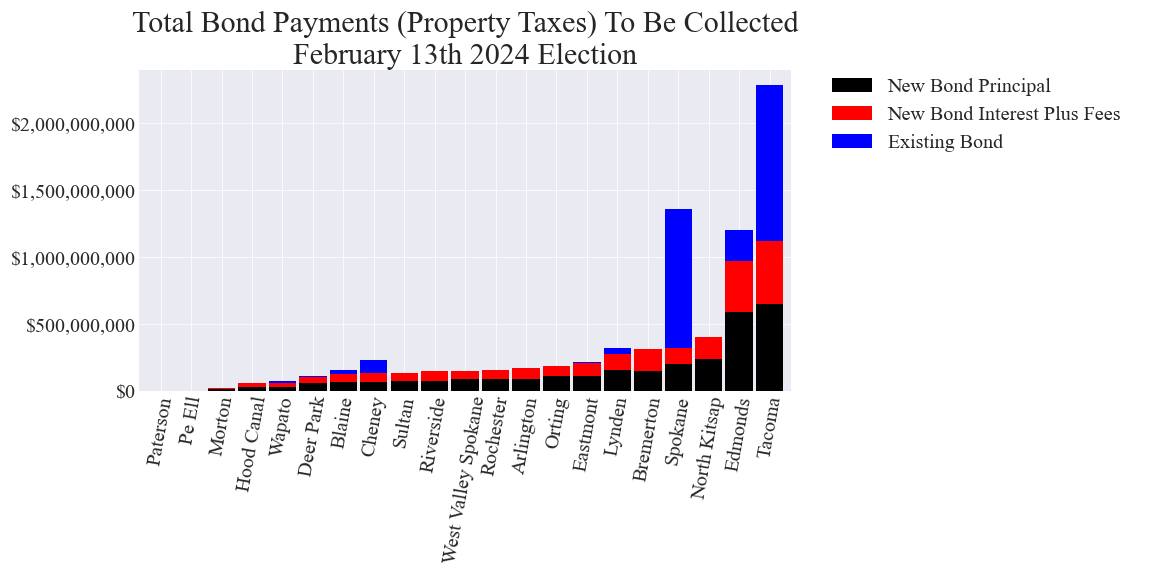 Total Bond Payments (Property Taxes) To Be Collected
February 13th 2024 Election
New Bond Principal
New Bond Interest Plus Fees
Existing Bond
$2,000,000,000
$1,500,000,000
$1,000,000,000
$500,000,000
$0
Paterson
Pe Ell
Morton
Hood Canal
Wapato
Deer Park
Blaine
Cheney
Sultan
Riverside
West Valley Spokane
Rochester
Arlington
Orting
Eastmont
Lynden
Bremerton
Spokane
North Kitsap
Edmonds
Tacoma